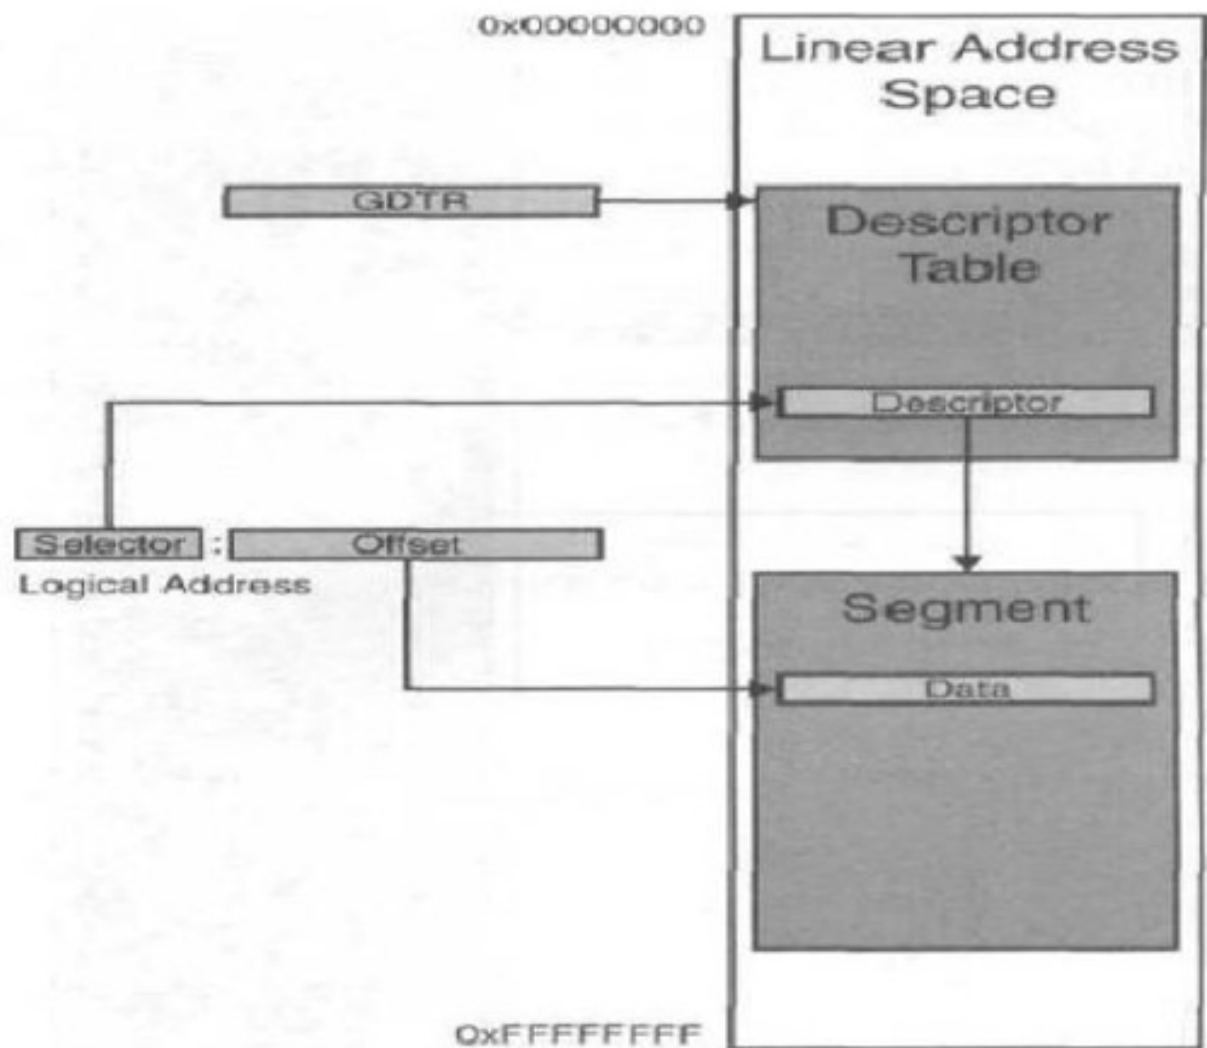 0x00000000
Linear Address
Space
GDTR
Descriptor
Table
Descriptor
Selector : Offset
Logical Address
Segment
Data
0xFFFFFFFF